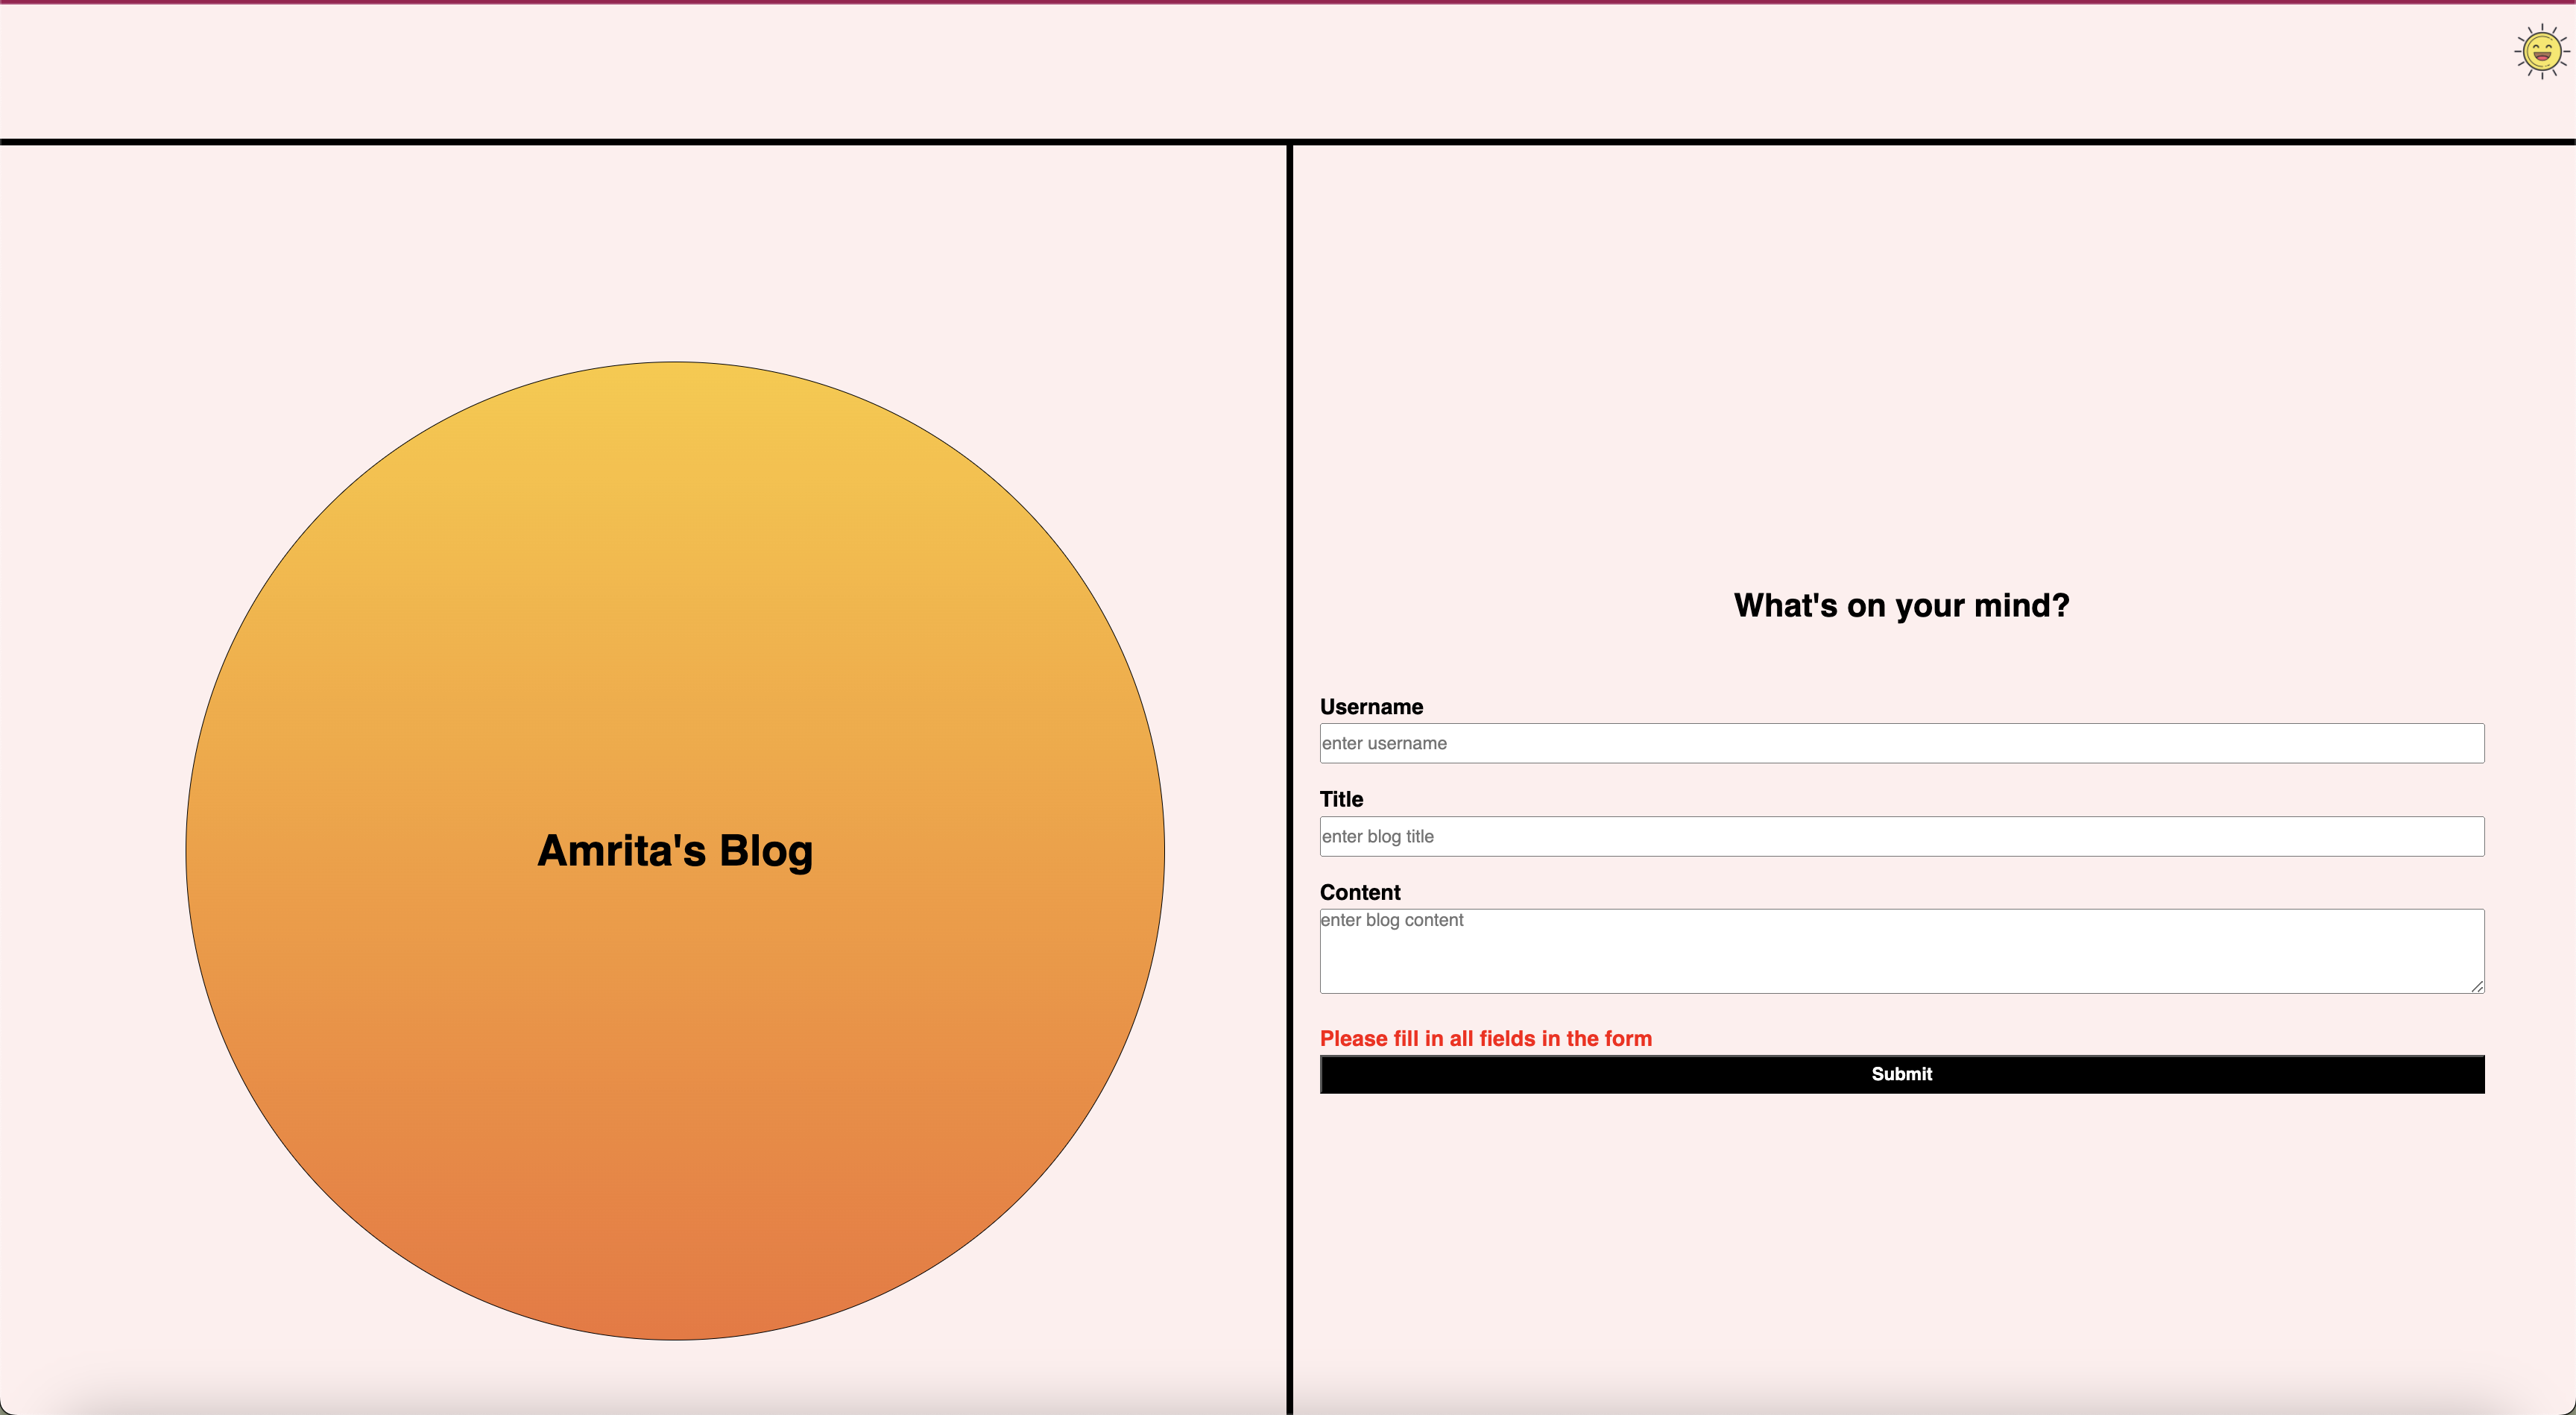 Amrita's Blog
What's on your mind?
Username
enter username
Title
enter blog title
Content
enter blog content
Please fill in all fields in the form
Submit